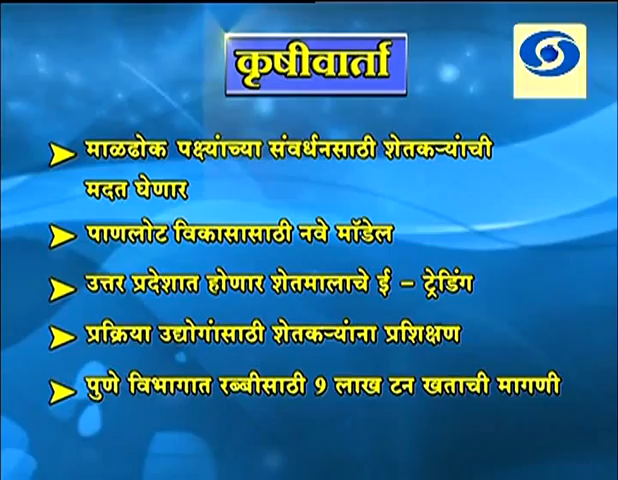 कृषीवार्ता
माळढोक पक्ष्यांच्या संवर्धनसाठी शेतकऱ्यांची
मदत घेणार
पाणलोट विकासासाठी नवे मॉडेल
उत्तर प्रदेशात होणार शेतमालाचे ई - ट्रेडिंग
प्रक्रिया उद्योगांसाठी शेतकऱ्यांना प्रशिक्षण
पुणे विभागात रब्बीसाठी 9 लाख टन खताची मागणी